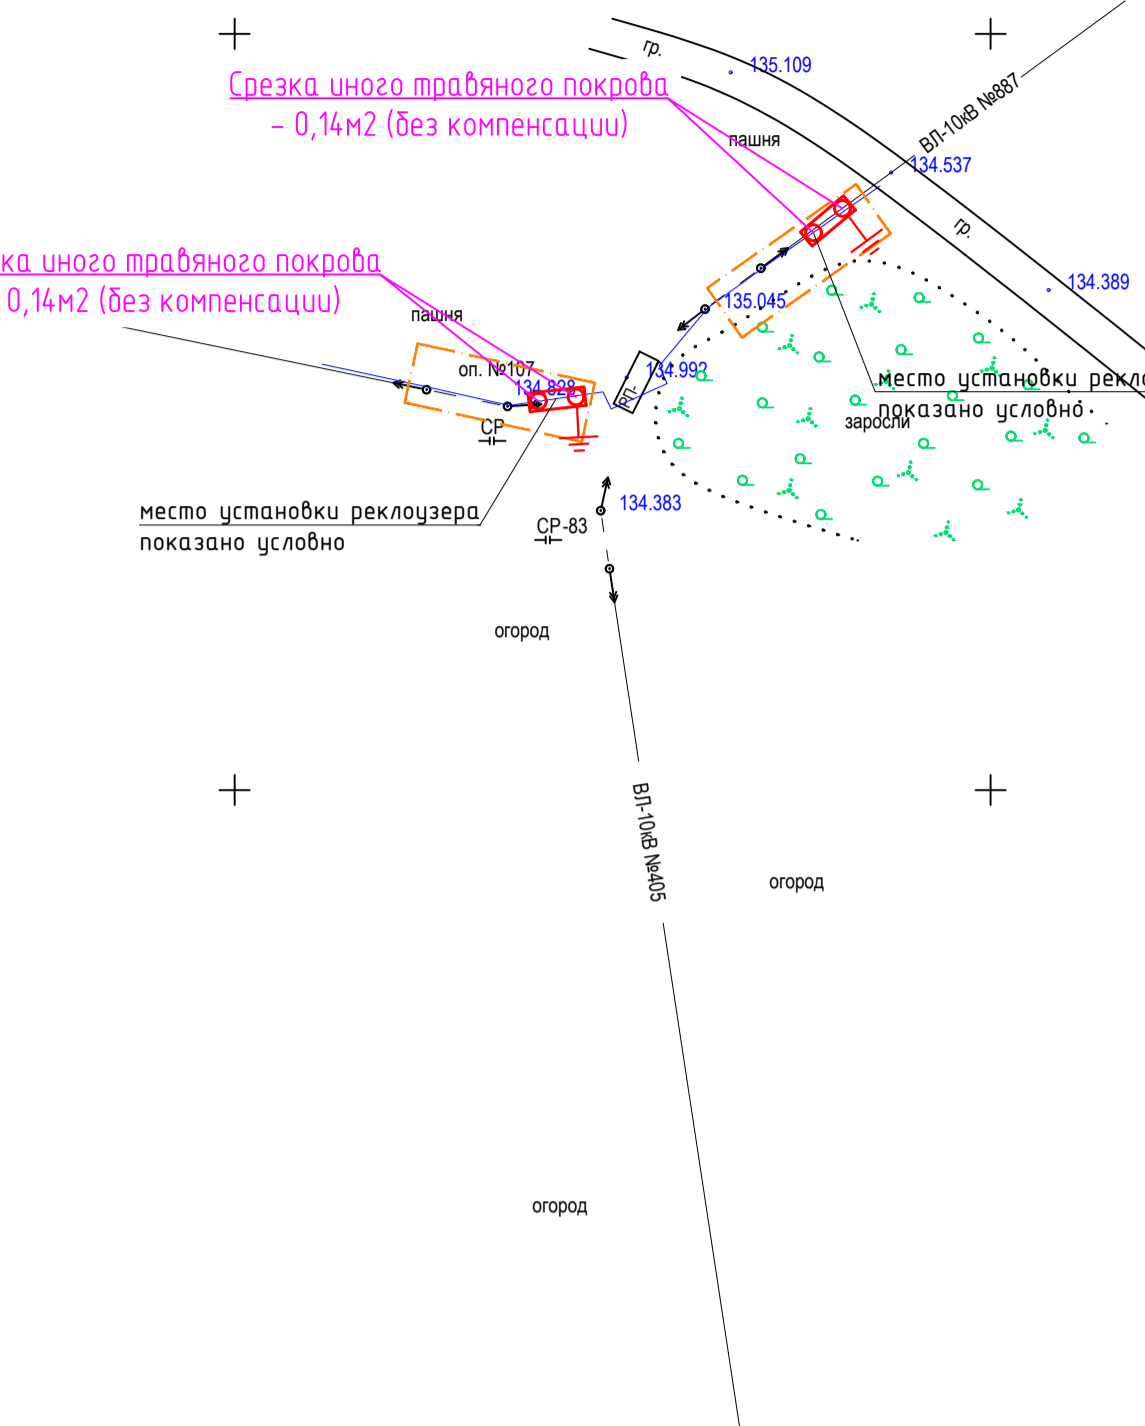 гр.
135.109
Срезка иного травяного покрова
- 0,14м2 (без компенсации)
пашня
ВЛ-10кВ №887
134.537
гр.
ка иного травяного покрова
0,14м2 (без компенсации)
134.389
135.045
пашня
оп. №107
134.992
134.828
РП-
место установки рекло
показано условно
заросли
СР
134.383
место установки реклоузера
показано условно
СР-83
огород
ВЛ-10кВ №405
огород
огород